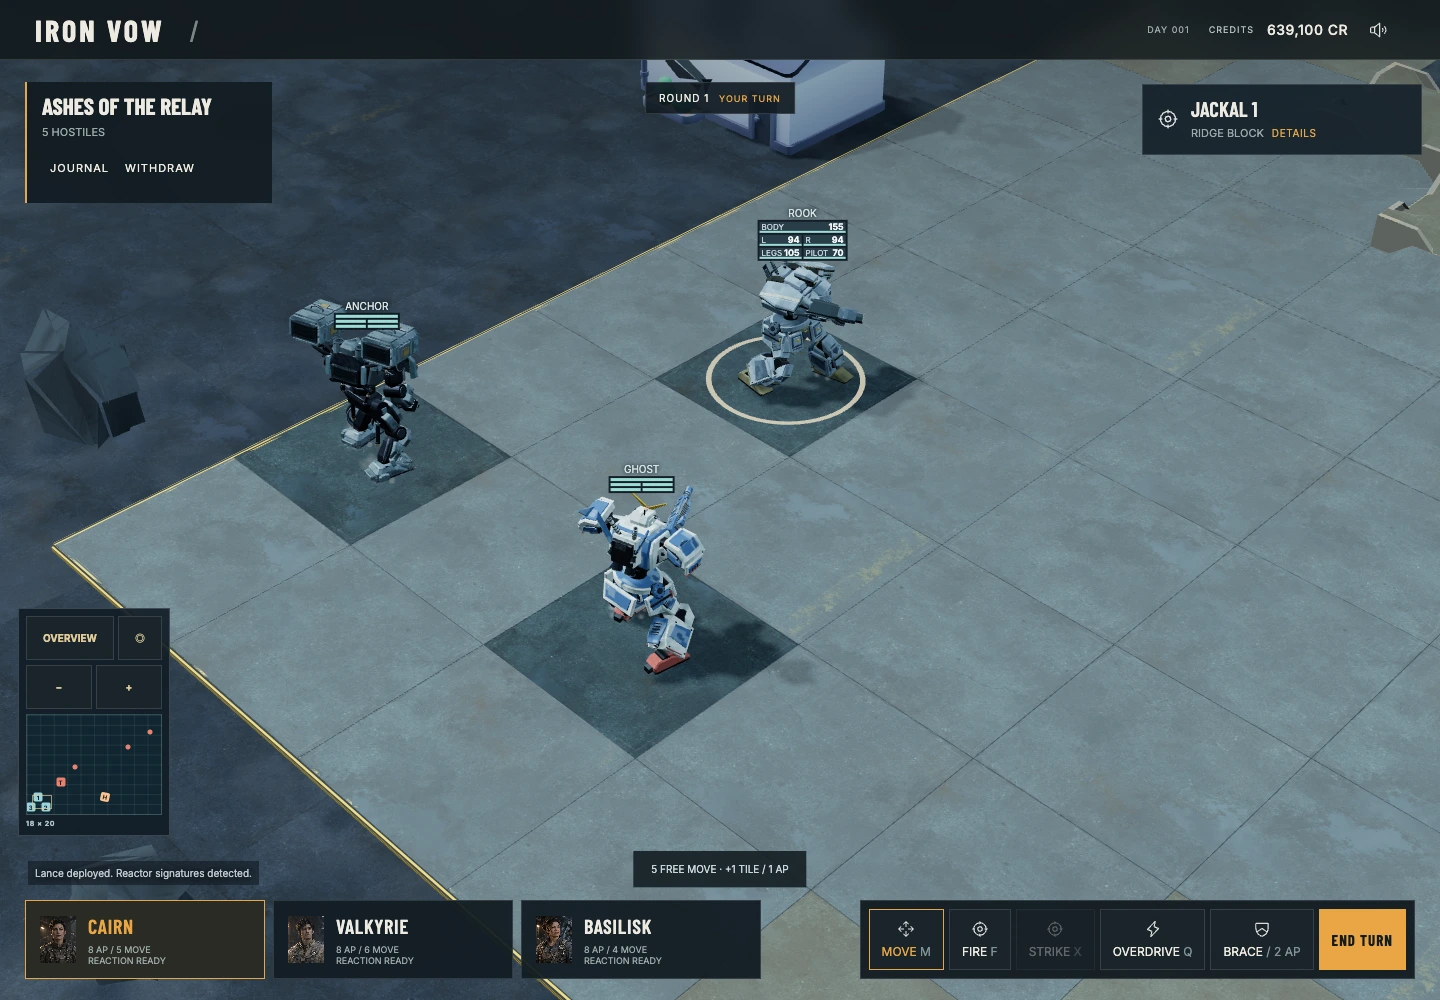 IRON VOW /
DAY 001 CREDITS 639,100 CR
ASHES OF THE RELAY
5 HOSTILES
JOURNAL WITHDRAW
ROUND 1 YOUR TURN
JACKAL 1
RIDGE BLOCK DETAILS
ROOK
BODY 155
L 94 R 94
LEGS 105 PILOT 70
ANCHOR
GHOST
OVERVIEW
- +
T
1 H
3 2
18 × 20
Lance deployed. Reactor signatures detected.
5 FREE MOVE · +1 TILE / 1 AP
CAIRN
8 AP / 5 MOVE
REACTION READY
VALKYRIE
8 AP / 6 MOVE
REACTION READY
BASILISK
8 AP / 4 MOVE
REACTION READY
MOVE M
FIRE F
STRIKE X
OVERDRIVE Q
BRACE / 2 AP
END TURN